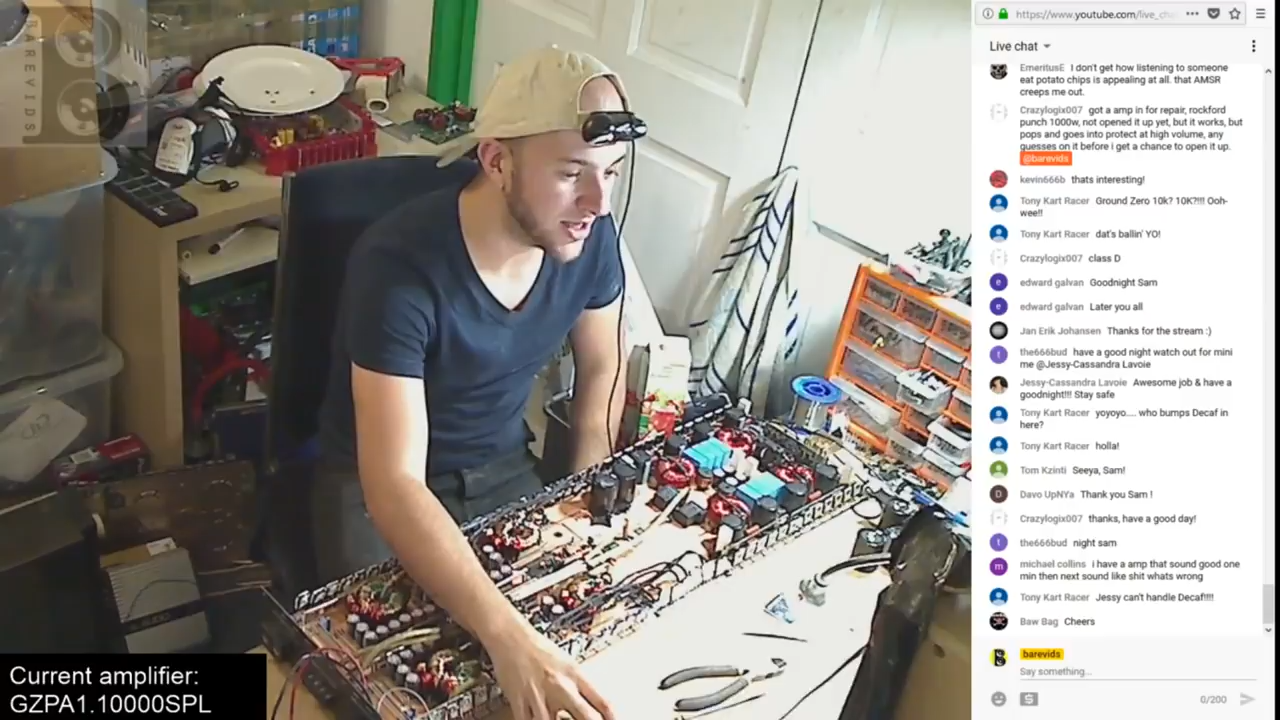 BAREVIDS
Current amplifier:
GZPA1.10000SPL
https://www.youtube.com/live_cha
Live chat
EmeritusE I don't get how listening to someone
eat potato chips is appealing at all. that AMSR
creeps me out.
Crazylogix007 got a amp in for repair, rockford
punch 1000w, not opened it up yet, but it works, but
pops and goes into protect at high volume, any
guesses on it before i get a chance to open it up.
@barevids
kevin666b thats interesting!
Tony Kart Racer Ground Zero 10k? 10K?!!! Ooh-
wee!!
Tony Kart Racer dat's ballin' YO!
Crazylogix007 class D
edward galvan Goodnight Sam
edward galvan Later you all
Jan Erik Johansen Thanks for the stream :)
the666bud have a good night watch out for mini
me @Jessy-Cassandra Lavoie
Jessy-Cassandra Lavoie Awesome job & have a
goodnight!!! Stay safe
Tony Kart Racer yoyoyo.... who bumps Decaf in
here?
Tony Kart Racer holla!
Tom Kzinti Seeya, Sam!
Davo UpNYa Thank you Sam !
Crazylogix007 thanks, have a good day!
the666bud night sam
michael collins i have a amp that sound good one
min then next sound like shit whats wrong
Tony Kart Racer Jessy can't handle Decaf!!!!
Baw Bag Cheers
barevids
Say something...
0/200